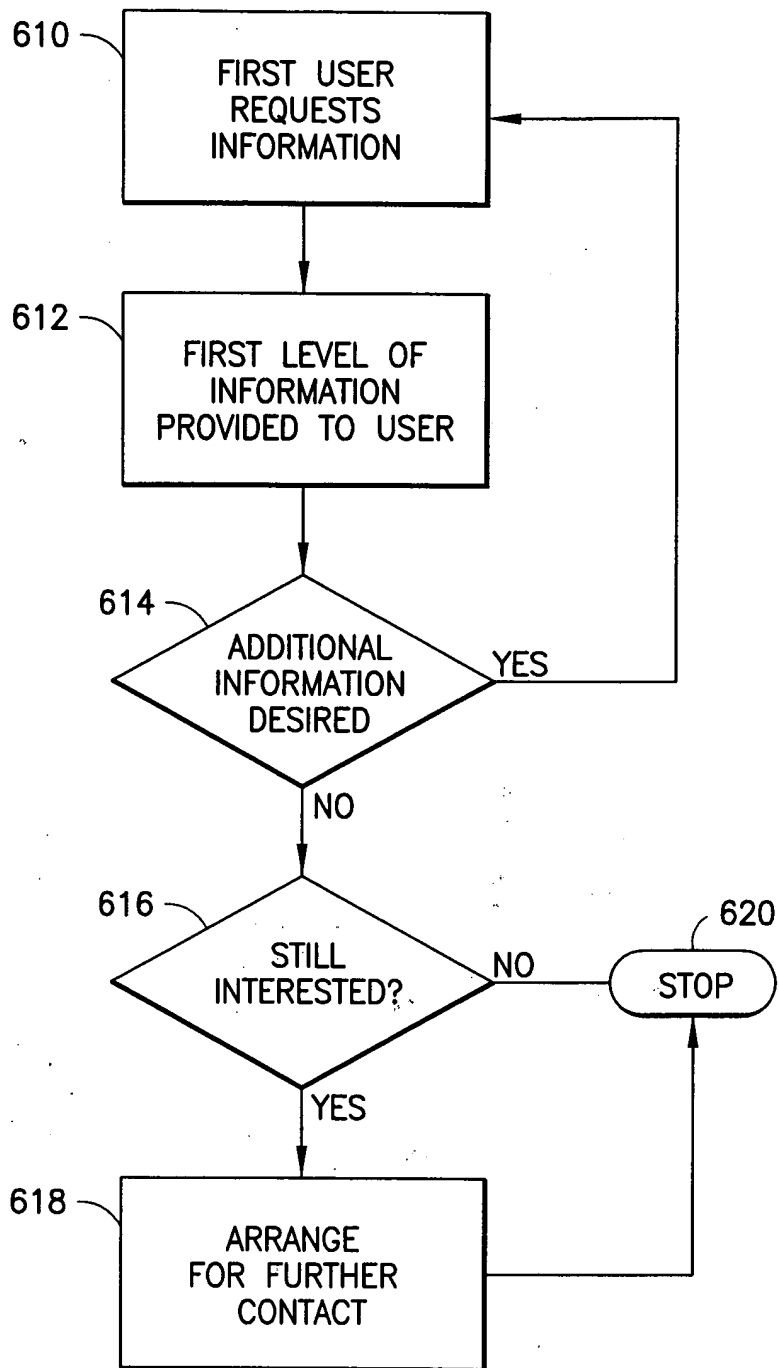 610
FIRST USER
REQUESTS
INFORMATION
612
FIRST LEVEL OF
INFORMATION
PROVIDED TO USER
614
ADDITIONAL
INFORMATION
DESIRED
YES
NO
616
STILL
INTERESTED?
NO
620
STOP
YES
618
ARRANGE
FOR FURTHER
CONTACT